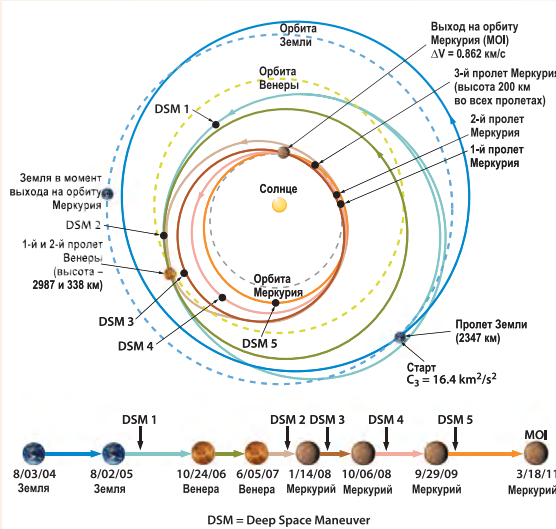 Орбита
Земли
Выход на орбиту
Меркурия (MOI)
ΔV = 0.862 км/с
Орбита
Венеры
3-й пролет Меркурия
(высота 200 км
во всех пролетах)
DSM 1
2-й пролет
Меркурия
1-й пролет
Меркурия
Земля в момент
выхода на орбиту
Меркурия
Солнце
DSM 2
1-й и 2-й пролет
Венеры
(высота –
2987 и 338 км)
Орбита
Меркурия
DSM 3
DSM 4
DSM 5
Пролет Земли
(2347 км)
Старт
C3 = 16.4 km²/s²
DSM 1
DSM 2
DSM 3
DSM 4
DSM 5
MOI
8/03/04
Земля
8/02/05
Земля
10/24/06
Венера
6/05/07
Венера
1/14/08
Меркурий
10/06/08
Меркурий
9/29/09
Меркурий
3/18/11
Меркурий
DSM = Deep Space Maneuver